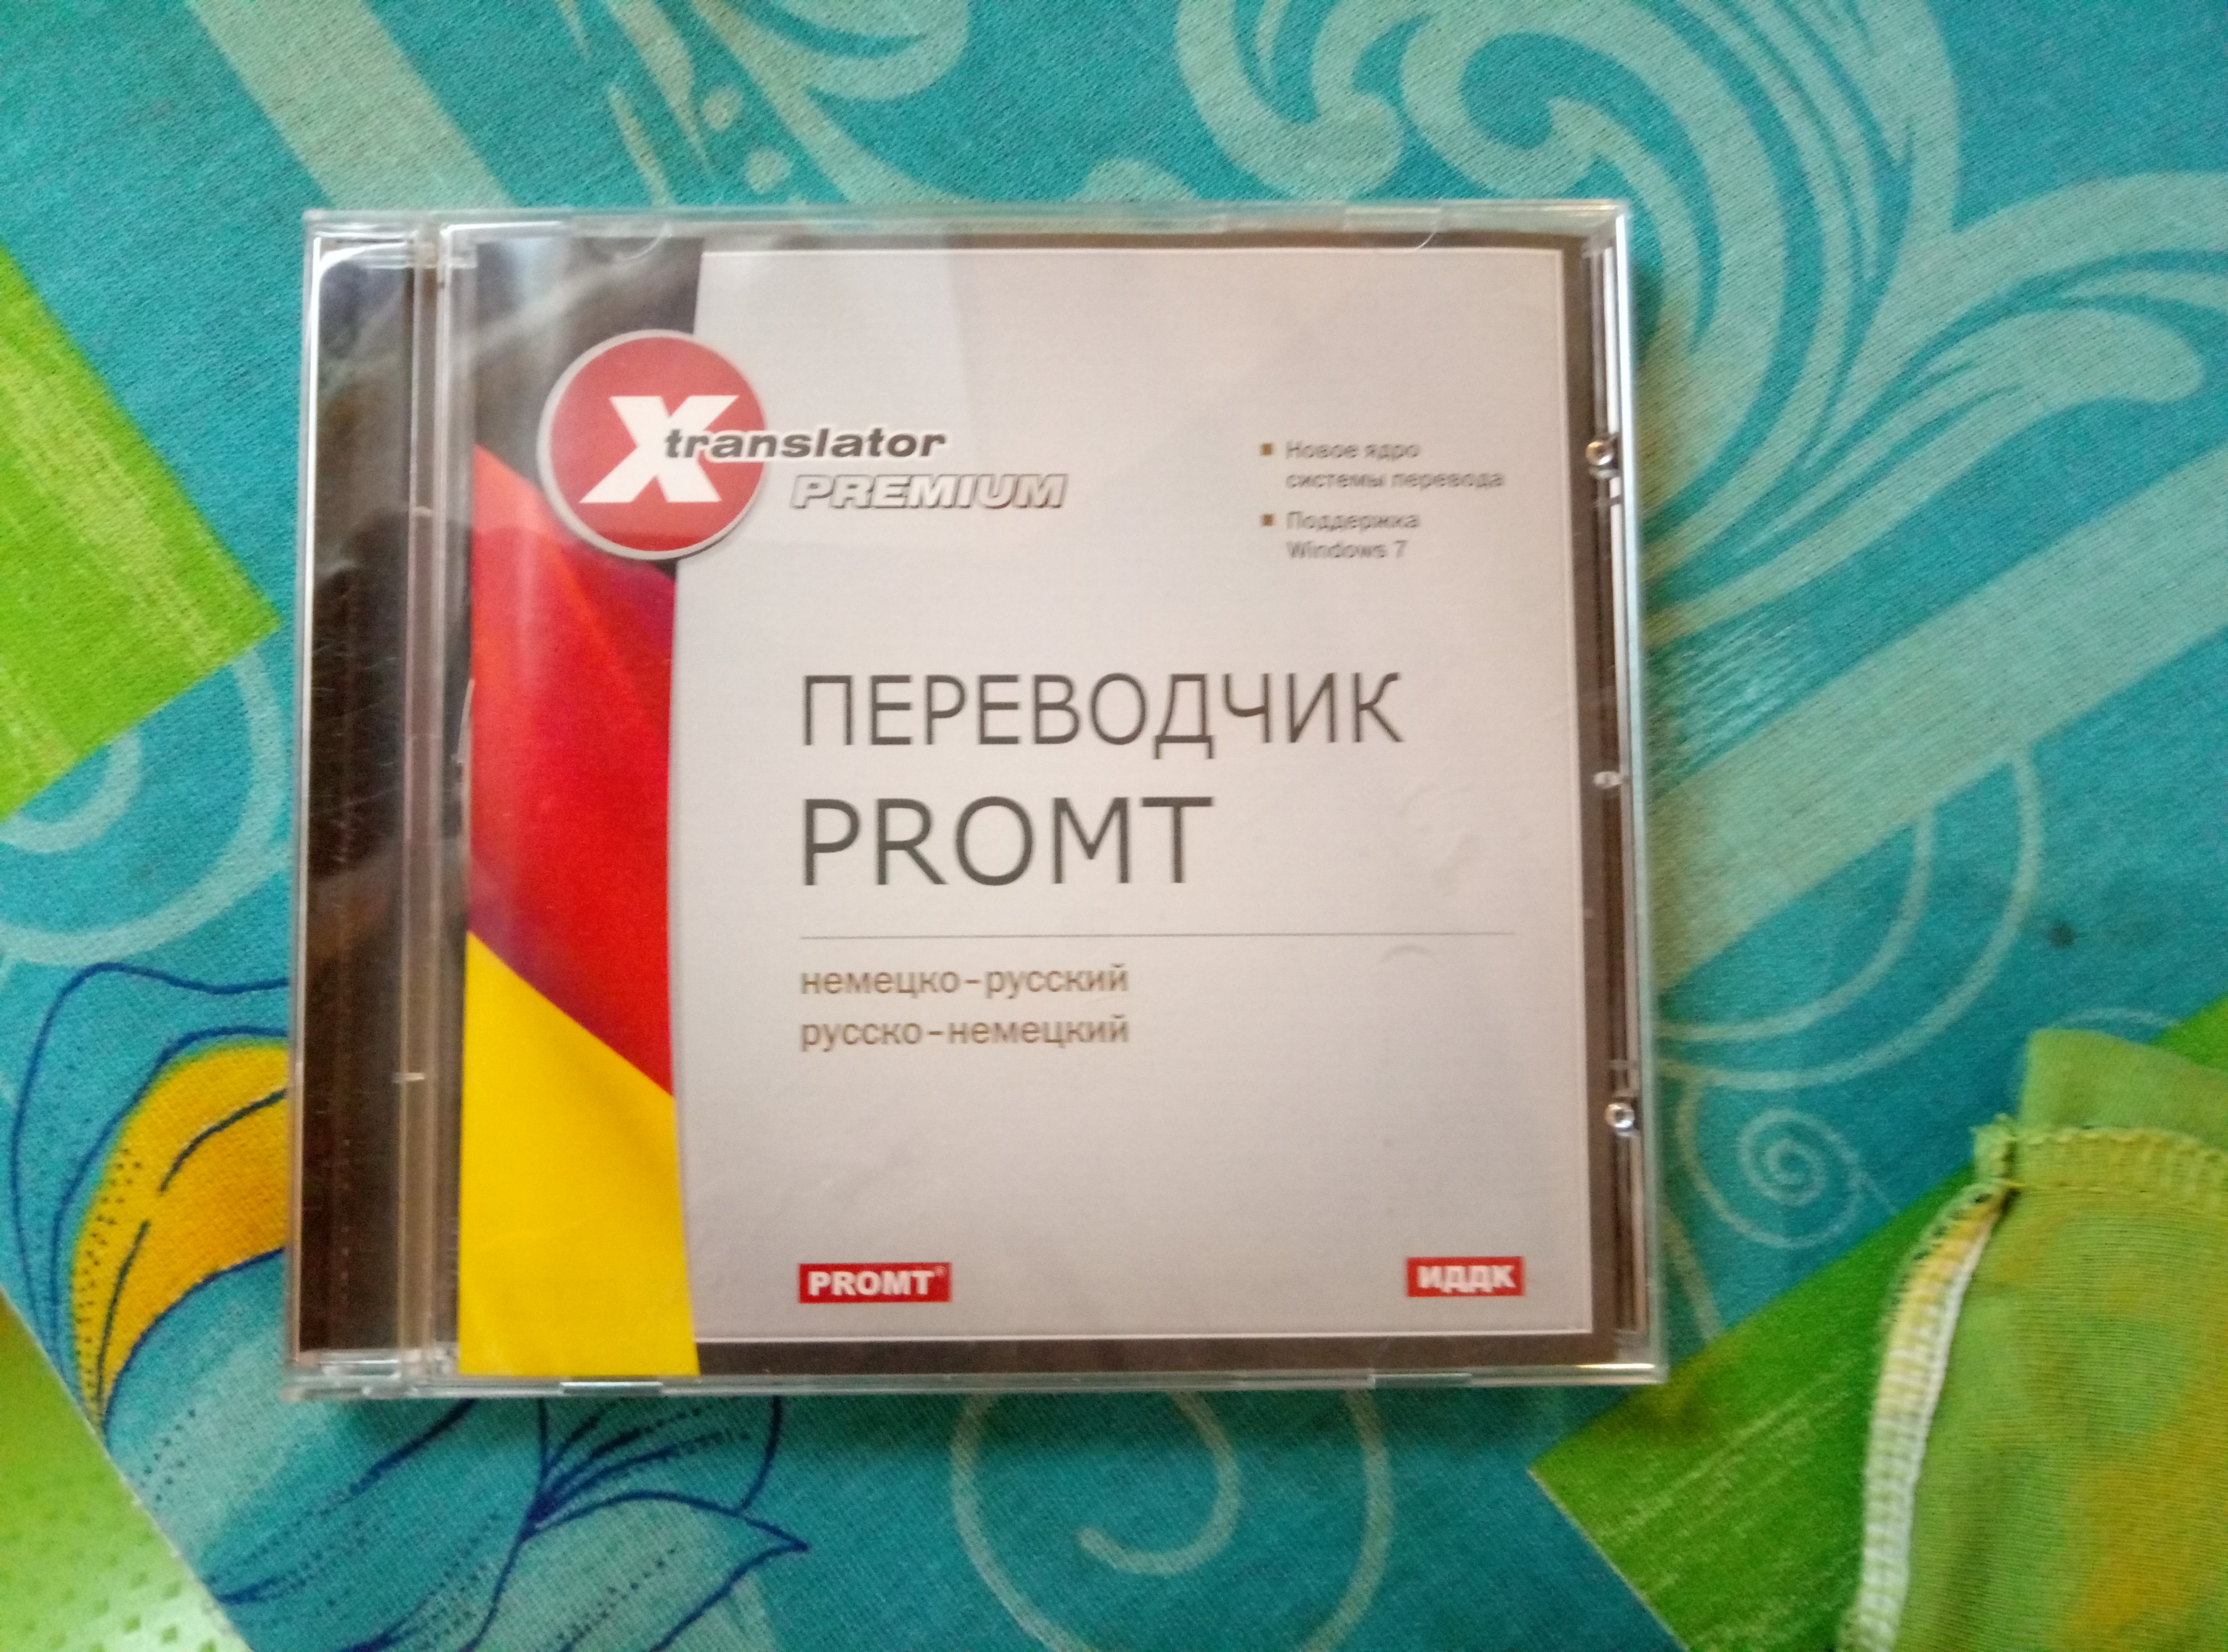 X translator
PREMIUM
Новое ядро
системы перевода
Поддержка
Windows 7
ПЕРЕВОДЧИК
PROMT
немецко-русский
русско-немецкий
PROMT®
ИДДК